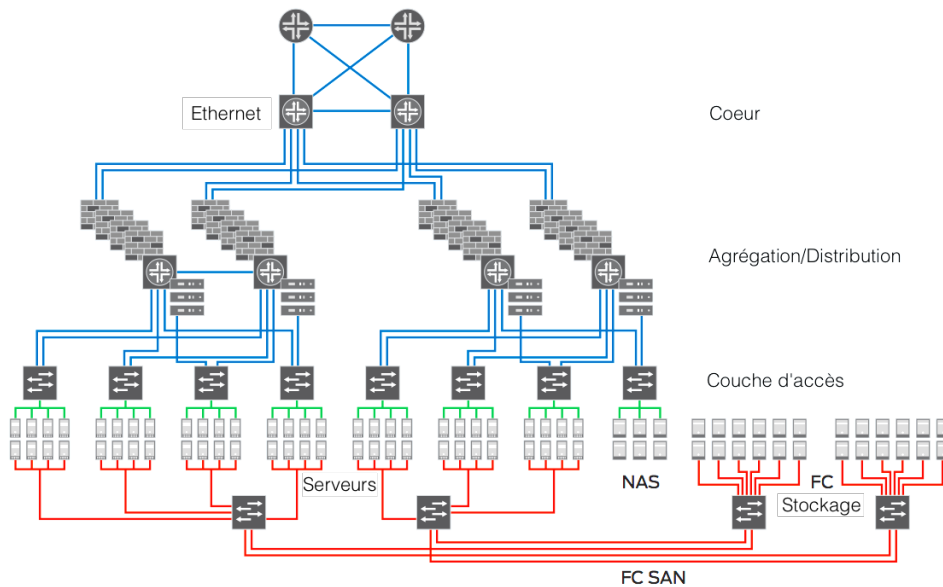 Ethernet
Coeur
Agrégation/Distribution
Couche d'accès
Serveurs
NAS
FC
Stockage
FC SAN